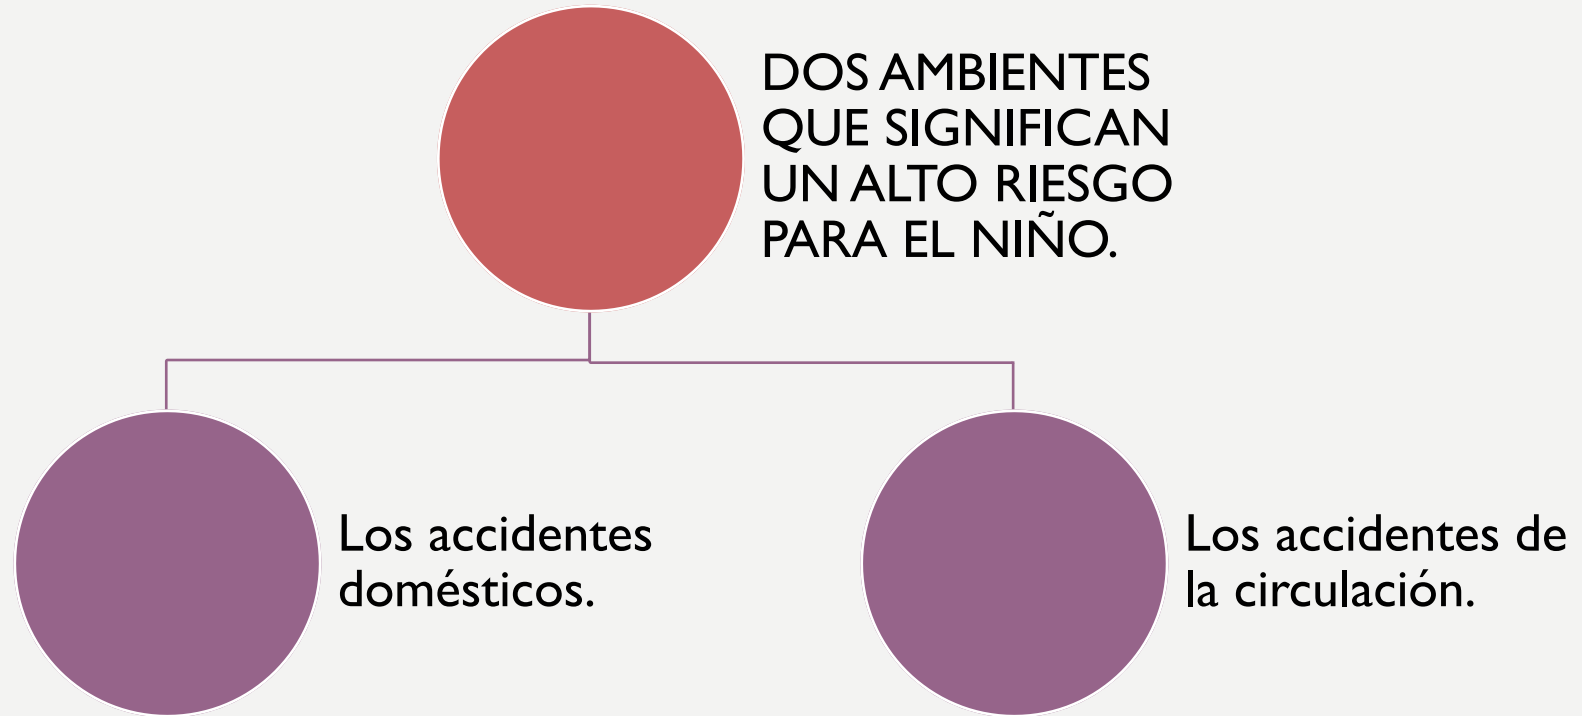 DOS AMBIENTES
QUE SIGNIFICAN
UN ALTO RIESGO
PARA EL NIÑO.
Los accidentes
domésticos.
Los accidentes de
la circulación.